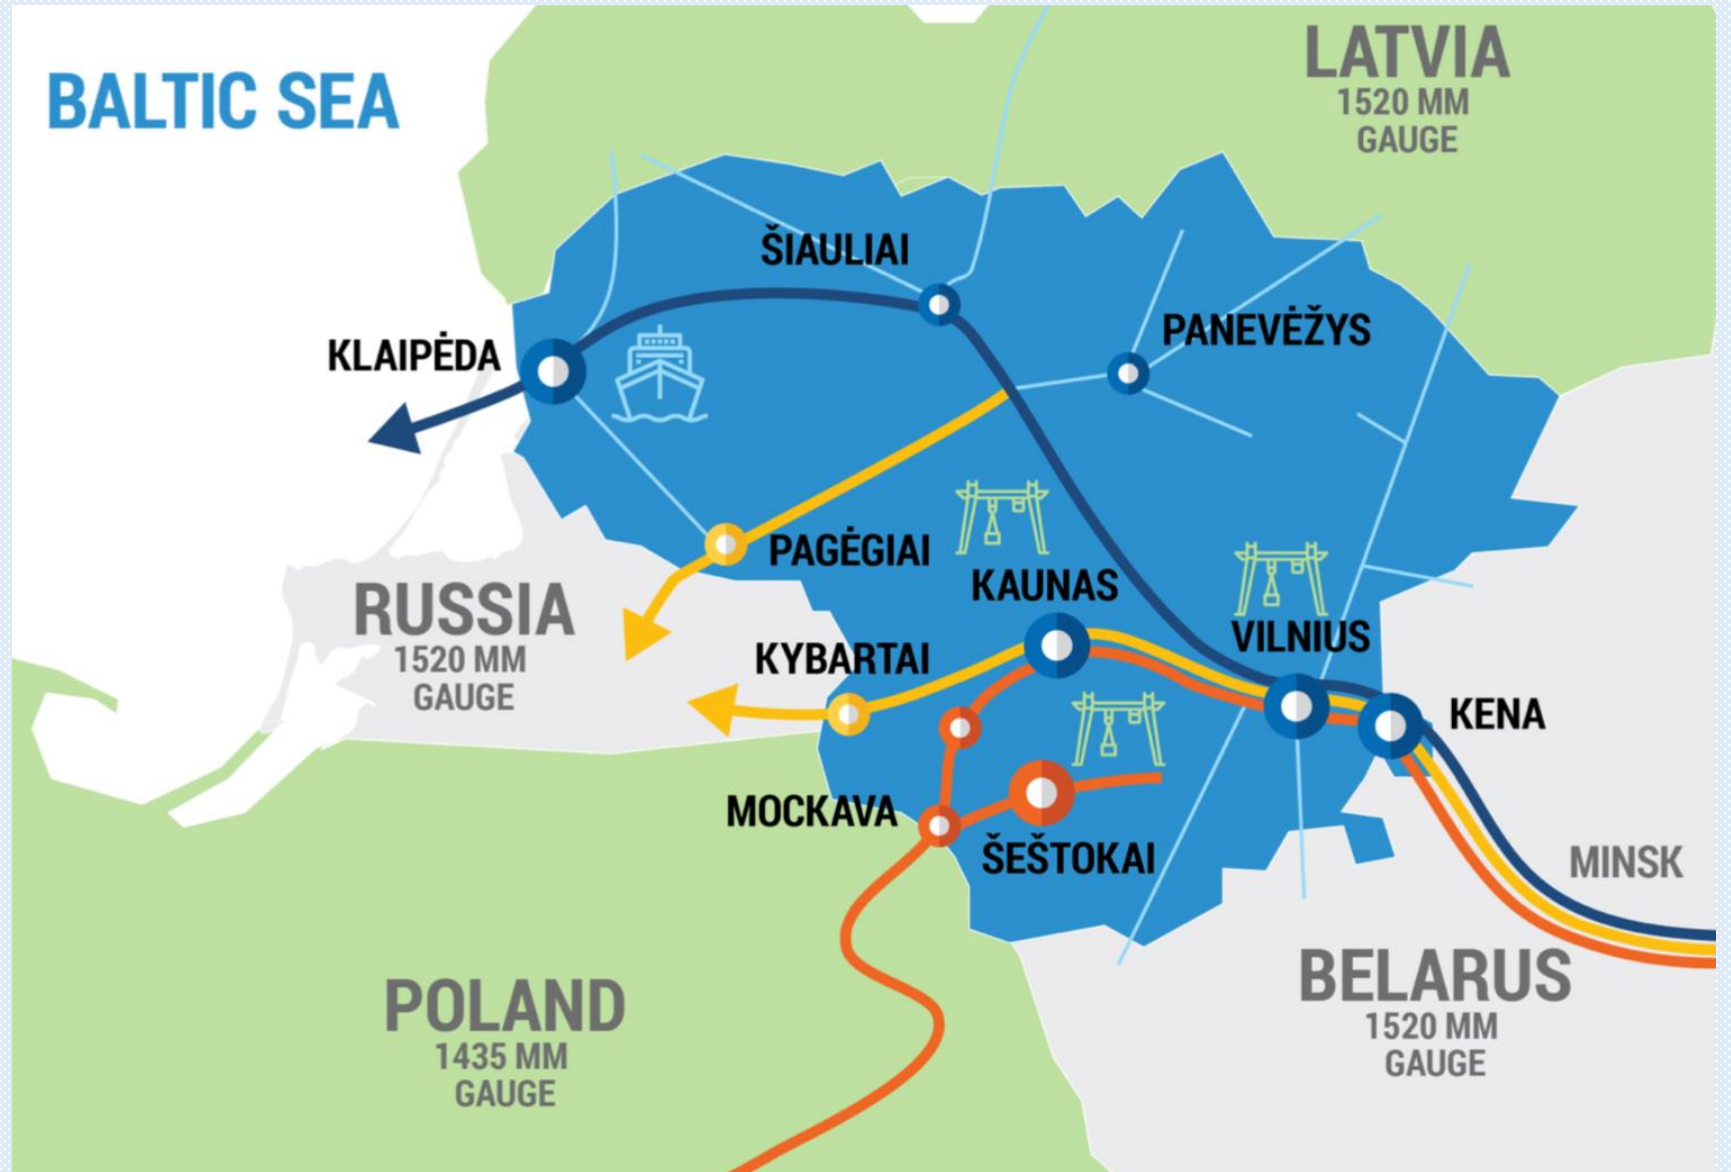 LATVIA
1520 MM
GAUGE
BALTIC SEA
ŠIAULIAI
KLAIPĖDA
PANEVĖŽYS
PAGĖGIAI
KAUNAS
RUSSIA
1520 MM
GAUGE
KYBARTAI
VILNIUS
KENA
MOCKAVA
ŠEŠTOKAI
MINSK
POLAND
1435 MM
GAUGE
BELARUS
1520 MM
GAUGE